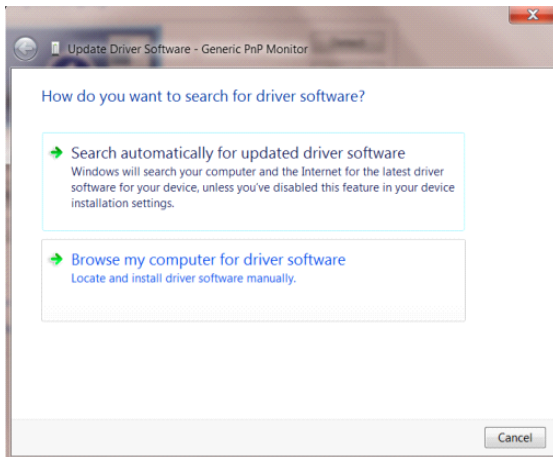 Update Driver Software - Generic PnP Monitor
How do you want to search for driver software?
Search automatically for updated driver software
Windows will search your computer and the Internet for the latest driver
software for your device, unless you've disabled this feature in your device
installation settings.
Browse my computer for driver software
Locate and install driver software manually.
Cancel